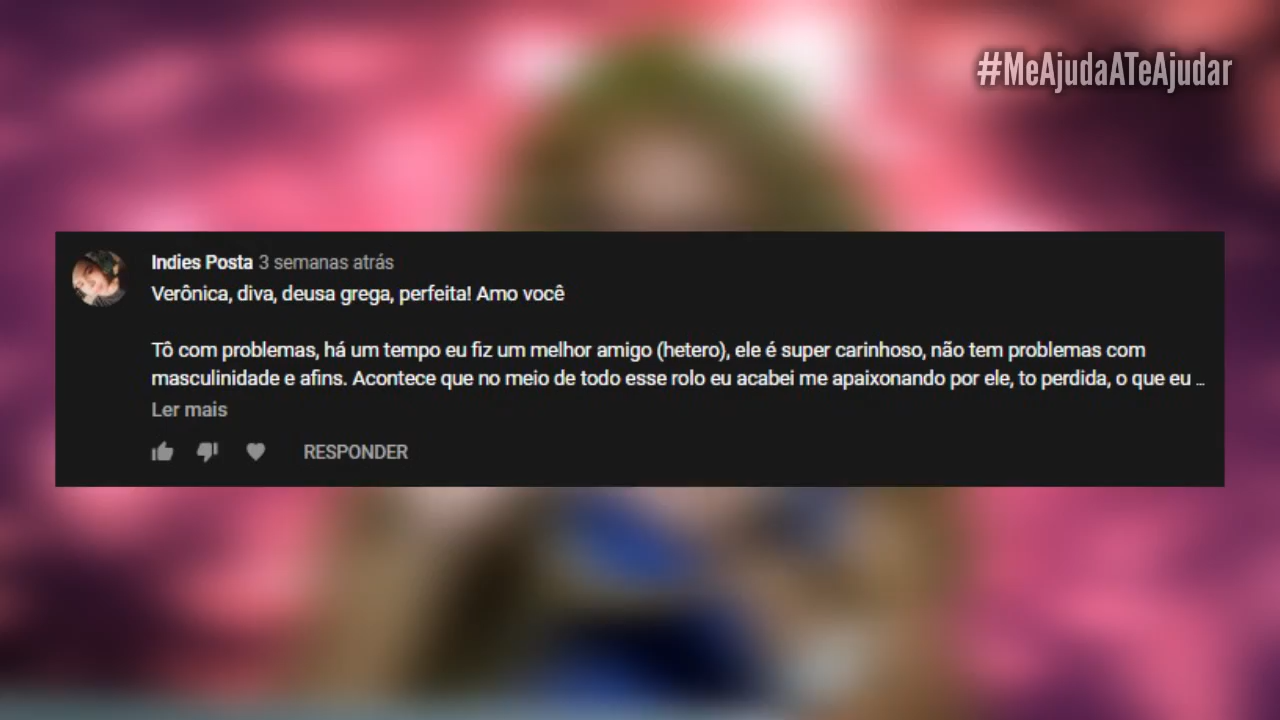 #MeAjudaATeAjudar
Indies Posta 3 semanas atrás
Verônica, diva, deusa grega, perfeita! Amo você
Tô com problemas, há um tempo eu fiz um melhor amigo (hetero), ele é super carinhoso, não tem problemas com
masculinidade e afins. Acontece que no meio de todo esse rolo eu acabei me apaixonando por ele, to perdida, o que eu ...
Ler mais
RESPONDER